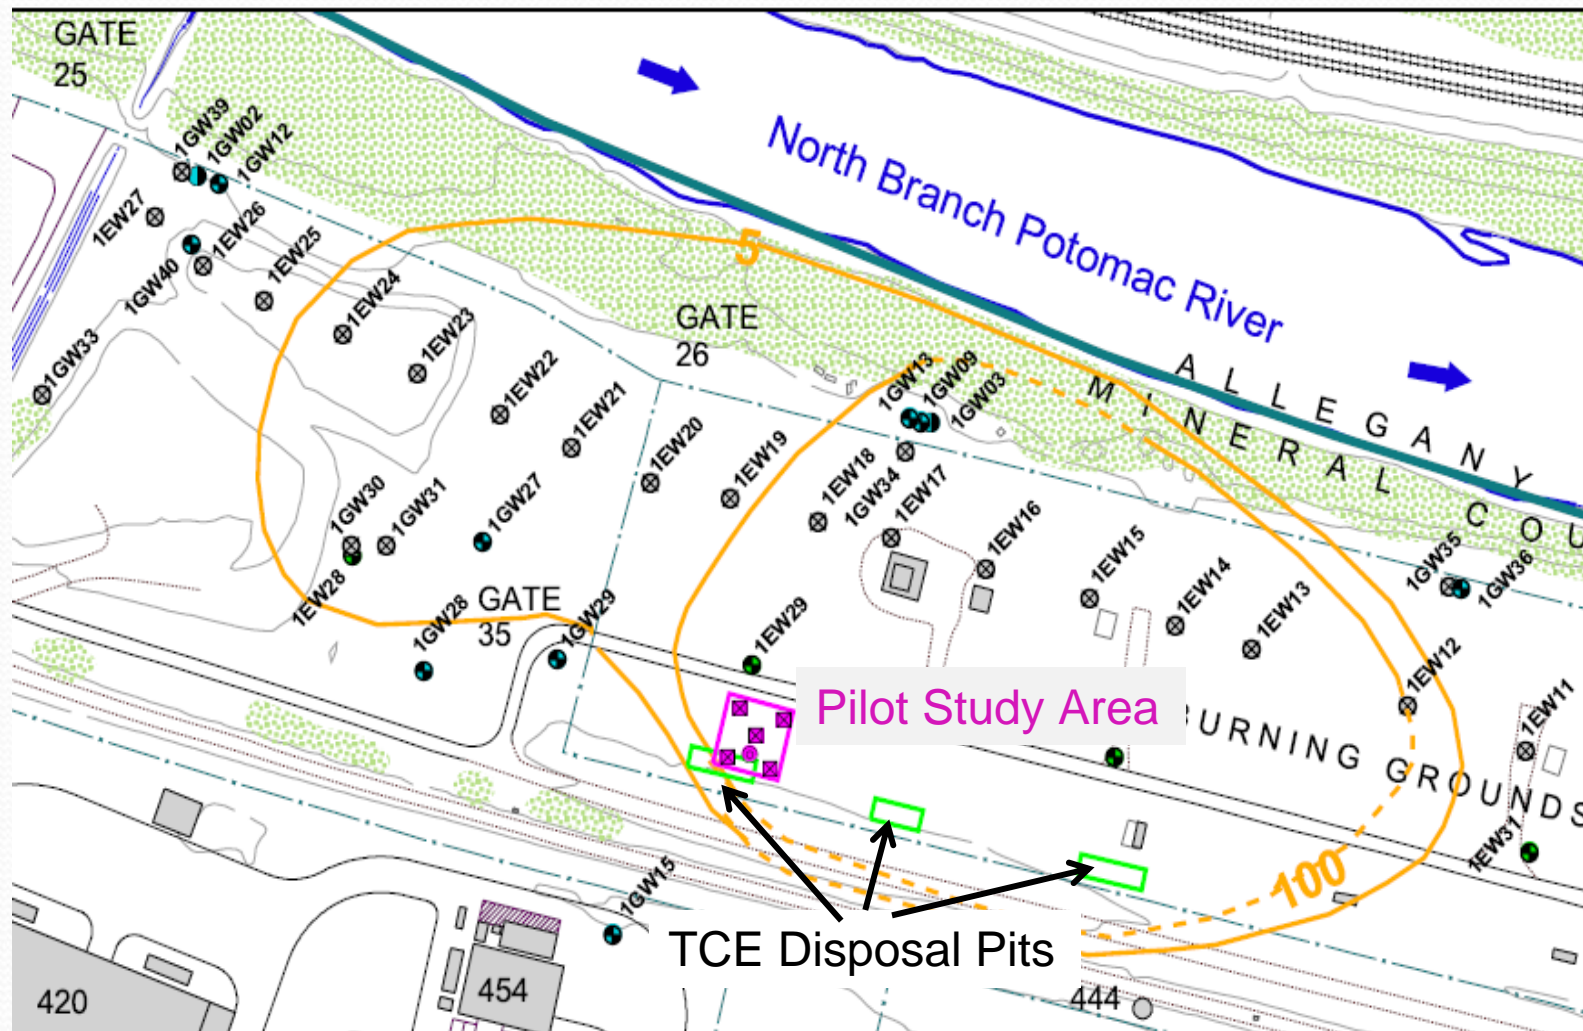 GATE
25
1GW39
1GW02
1GW12
1EW27
1EW26
1GW40
1EW25
1EW24
1EW23
1GW33
1EW22
1EW21
5
North Branch Potomac River
GATE
26
ALLEGANY
MINERAL COU
1GW13
1GW09
1GW03
1EW20
1EW19
1EW18
1GW34
1EW17
1EW16
1EW15
1EW14
1EW13
1EW12
1EW11
1GW35
1GW36
1GW30
1GW31
1GW27
1EW28
1GW28
GATE
35
1GW29
1EW29
Pilot Study Area
BURNING GROUNDS
1EW31
100
1GW15
TCE Disposal Pits
420
454
444